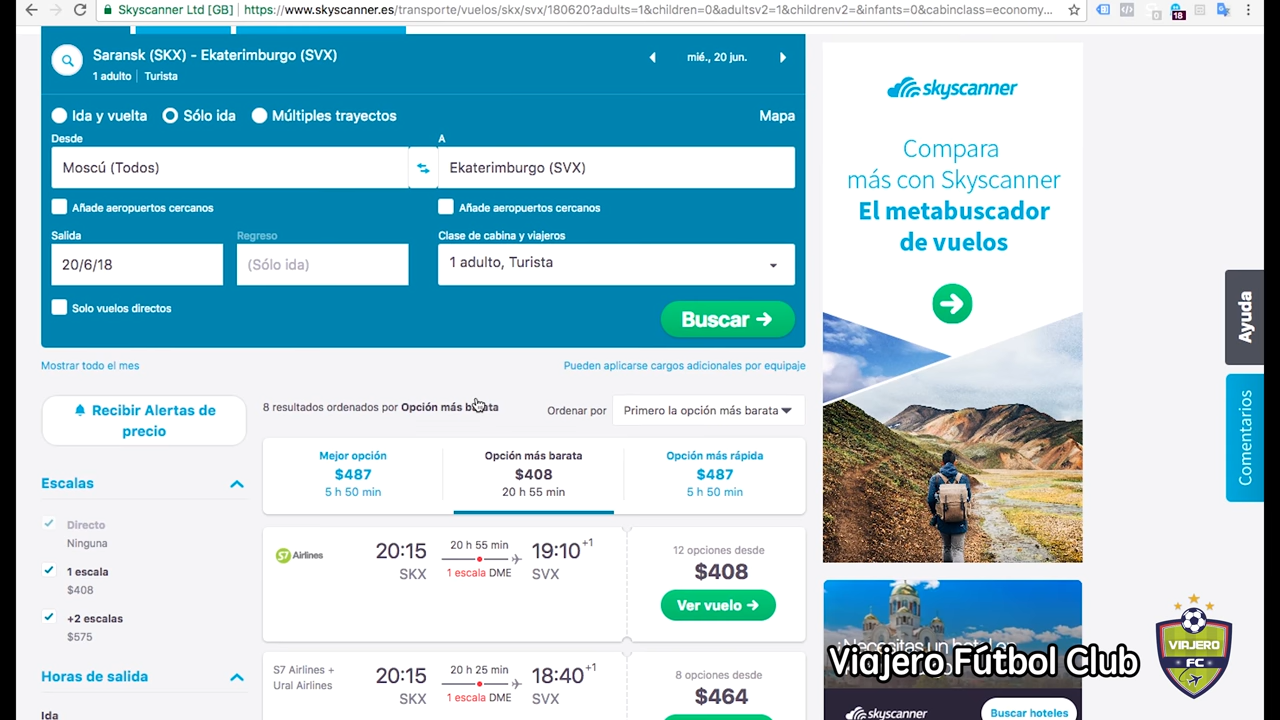 Skyscanner Ltd [GB]
https://www.skyscanner.es/transporte/vuelos/skx/svx/180620?adults=1&children=0&adultsv2=1&childrenv2=&infants=0&cabinclass=economy...
18
Saransk (SKX) – Ekaterimburgo (SVX)
1 adulto | Turista
mié., 20 jun.
Ida y vuelta
Sólo ida
Múltiples trayectos
Mapa
Desde
A
Moscú (Todos)
Ekaterimburgo (SVX)
Añade aeropuertos cercanos
Añade aeropuertos cercanos
Salida
Regreso
Clase de cabina y viajeros
20/6/18
(Sólo ida)
1 adulto, Turista
Solo vuelos directos
Buscar
Mostrar todo el mes
Pueden aplicarse cargos adicionales por equipaje
Recibir Alertas de
precio
8 resultados ordenados por Opción más barata
Ordenar por
Primero la opción más barata
Mejor opción
$487
5 h 50 min
Opción más barata
$408
20 h 55 min
Opción más rápida
$487
5 h 50 min
Escalas
Directo
Ninguna
1 escala
$408
+2 escalas
$575
Horas de salida
Ida
S7 Airlines
20:15
SKX
20 h 55 min
1 escala DME
19:10+1
SVX
12 opciones desde
$408
Ver vuelo
S7 Airlines +
Ural Airlines
20:15
SKX
20 h 25 min
1 escala DME
18:40+1
SVX
8 opciones desde
$464
skyscanner
Compara
más con Skyscanner
El metabuscador
de vuelos
Ayuda
Comentarios
¿Necesitas un hotel en
Viajero Fútbol Club
VIAJERO
FC
skyscanner
Buscar hoteles